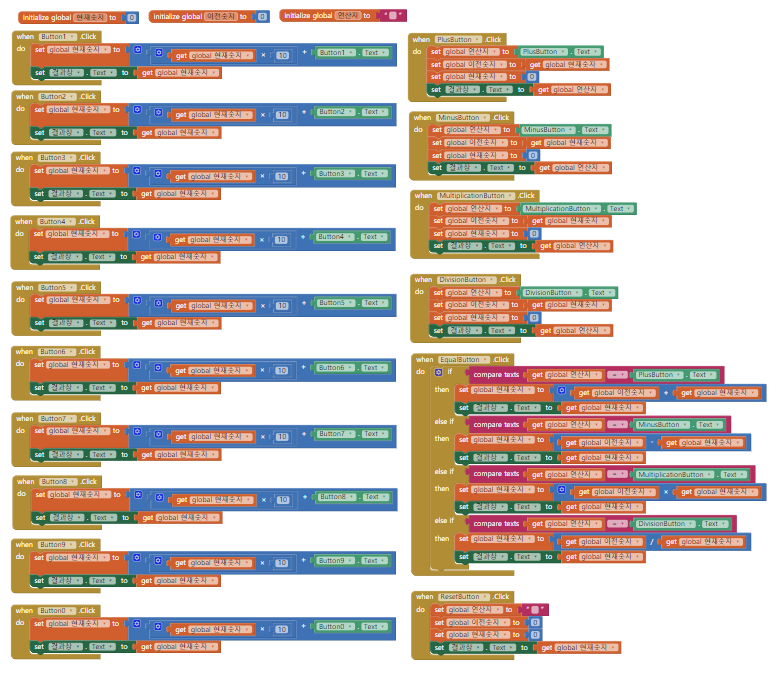 initialize global 현재숫자 to 0
initialize global 이전숫자 to 0
initialize global 연산자 to " "
when Button1 .Click
do set global 현재숫자 to get global 현재숫자 × 10 + Button1 . Text
set 결과창 . Text to get global 현재숫자
when Button2 .Click
do set global 현재숫자 to get global 현재숫자 × 10 + Button2 . Text
set 결과창 . Text to get global 현재숫자
when Button3 .Click
do set global 현재숫자 to get global 현재숫자 × 10 + Button3 . Text
set 결과창 . Text to get global 현재숫자
when Button4 .Click
do set global 현재숫자 to get global 현재숫자 × 10 + Button4 . Text
set 결과창 . Text to get global 현재숫자
when Button5 .Click
do set global 현재숫자 to get global 현재숫자 × 10 + Button5 . Text
set 결과창 . Text to get global 현재숫자
when Button6 .Click
do set global 현재숫자 to get global 현재숫자 × 10 + Button6 . Text
set 결과창 . Text to get global 현재숫자
when Button7 .Click
do set global 현재숫자 to get global 현재숫자 × 10 + Button7 . Text
set 결과창 . Text to get global 현재숫자
when Button8 .Click
do set global 현재숫자 to get global 현재숫자 × 10 + Button8 . Text
set 결과창 . Text to get global 현재숫자
when Button9 .Click
do set global 현재숫자 to get global 현재숫자 × 10 + Button9 . Text
set 결과창 . Text to get global 현재숫자
when Button0 .Click
do set global 현재숫자 to get global 현재숫자 × 10 + Button0 . Text
set 결과창 . Text to get global 현재숫자
when PlusButton .Click
do set global 연산자 to PlusButton . Text
set global 이전숫자 to get global 현재숫자
set global 현재숫자 to 0
set 결과창 . Text to get global 연산자
when MinusButton .Click
do set global 연산자 to MinusButton . Text
set global 이전숫자 to get global 현재숫자
set global 현재숫자 to 0
set 결과창 . Text to get global 연산자
when MultiplicationButton .Click
do set global 연산자 to MultiplicationButton . Text
set global 이전숫자 to get global 현재숫자
set global 현재숫자 to 0
set 결과창 . Text to get global 연산자
when DivisionButton .Click
do set global 연산자 to DivisionButton . Text
set global 이전숫자 to get global 현재숫자
set global 현재숫자 to 0
set 결과창 . Text to get global 연산자
when EqualButton .Click
do if compare texts get global 연산자 = PlusButton . Text
then set global 현재숫자 to get global 이전숫자 + get global 현재숫자
set 결과창 . Text to get global 현재숫자
else if compare texts get global 연산자 = MinusButton . Text
then set global 현재숫자 to get global 이전숫자 - get global 현재숫자
set 결과창 . Text to get global 현재숫자
else if compare texts get global 연산자 = MultiplicationButton . Text
then set global 현재숫자 to get global 이전숫자 × get global 현재숫자
set 결과창 . Text to get global 현재숫자
else if compare texts get global 연산자 = DivisionButton . Text
then set global 현재숫자 to get global 이전숫자 / get global 현재숫자
set 결과창 . Text to get global 현재숫자
when ResetButton .Click
do set global 연산자 to " "
set global 이전숫자 to 0
set global 현재숫자 to 0
set 결과창 . Text to get global 현재숫자